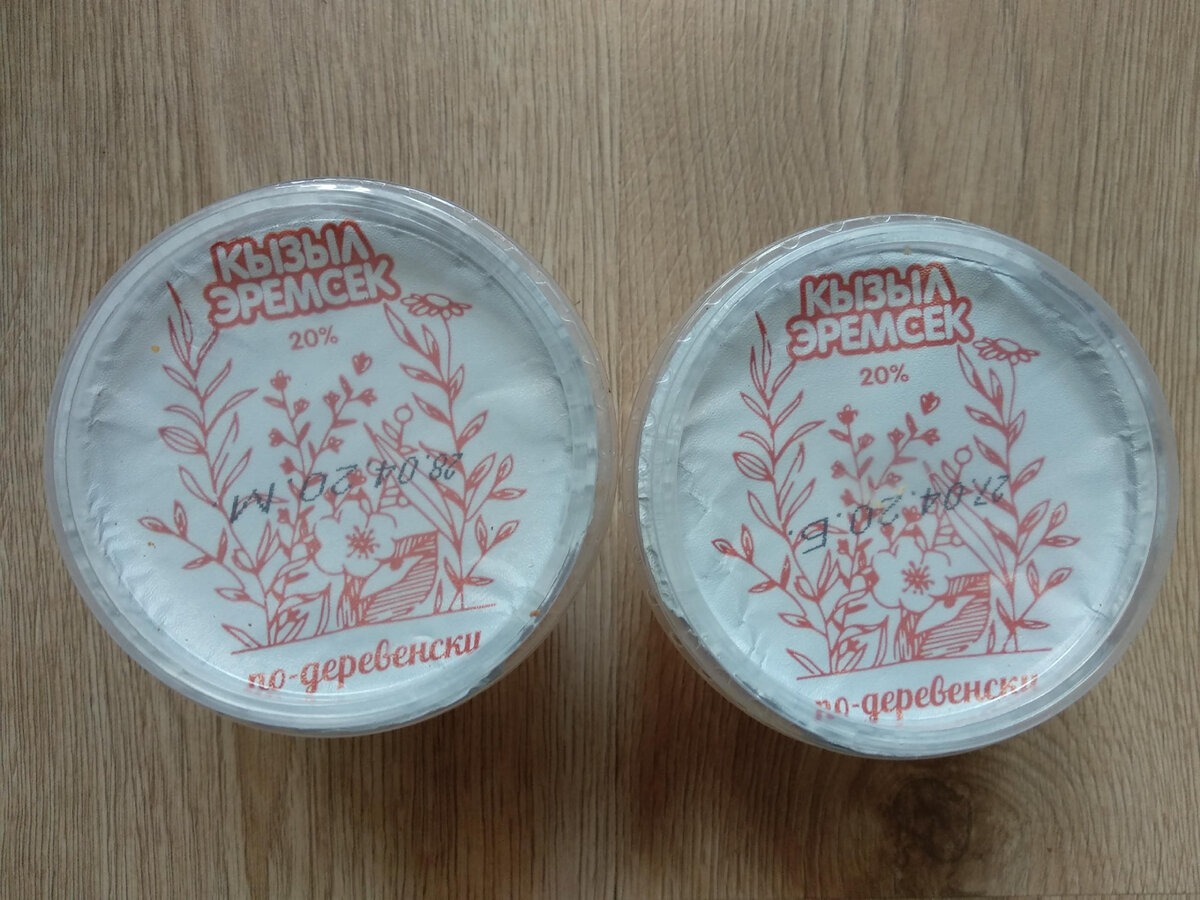 КЫЗЫЛ
ЭРЕМСЕК
20%
28.04.20.М
по-деревенски
КЫЗЫЛ
ЭРЕМСЕК
20%
27.04.20.Б.
по-деревенски